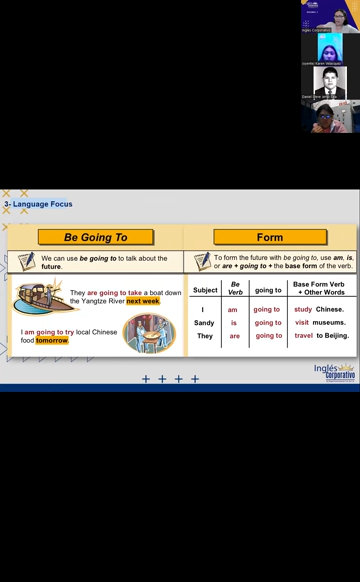 Inglés Corporativo
3- Language Focus
Be Going To
Form
We can use be going to to talk about the
future.
To form the future with be going to, use am, is,
or are + going to + the base form of the verb.
They are going to take a boat down
the Yangtze River next week.
I am going to try local Chinese
food tomorrow.
Subject
Be
Verb
going to
Base Form Verb
+ Other Words
I am going to study Chinese.
Sandy is going to visit museums.
They are going to travel to Beijing.
Inglés
Corporativo